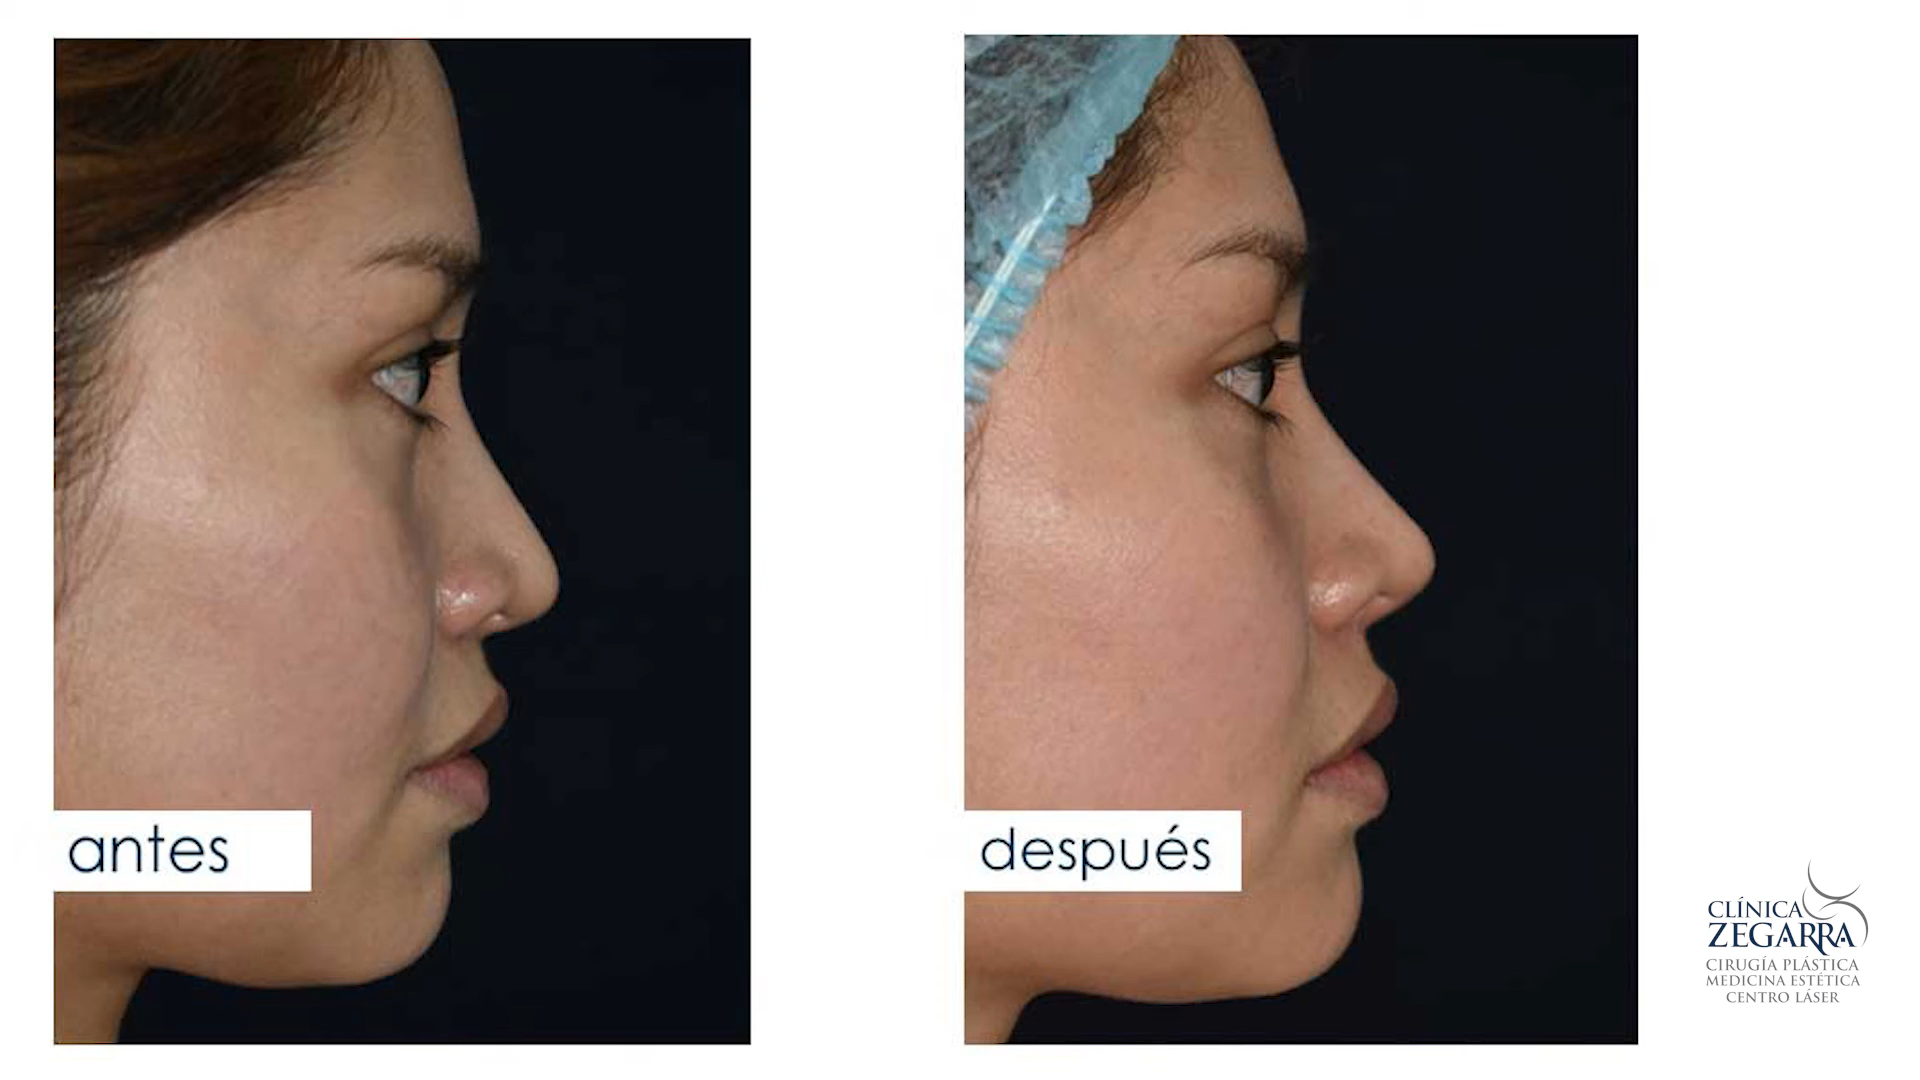 antes
después
CLÍNICA
ZEGARRA
CIRUGÍA PLÁSTICA
MEDICINA ESTÉTICA
CENTRO LÁSER